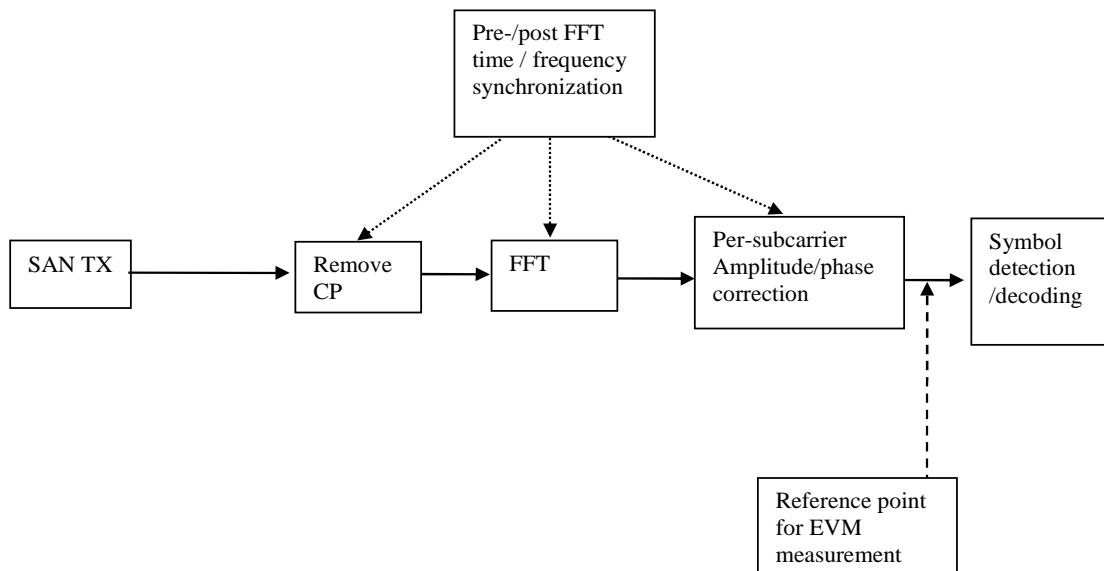 Pre-/post FFT
time / frequency
synchronization
SAN TX
Remove
CP
FFT
Per-subcarrier
Amplitude/phase
correction
Symbol
detection
/decoding
Reference point
for EVM
measurement